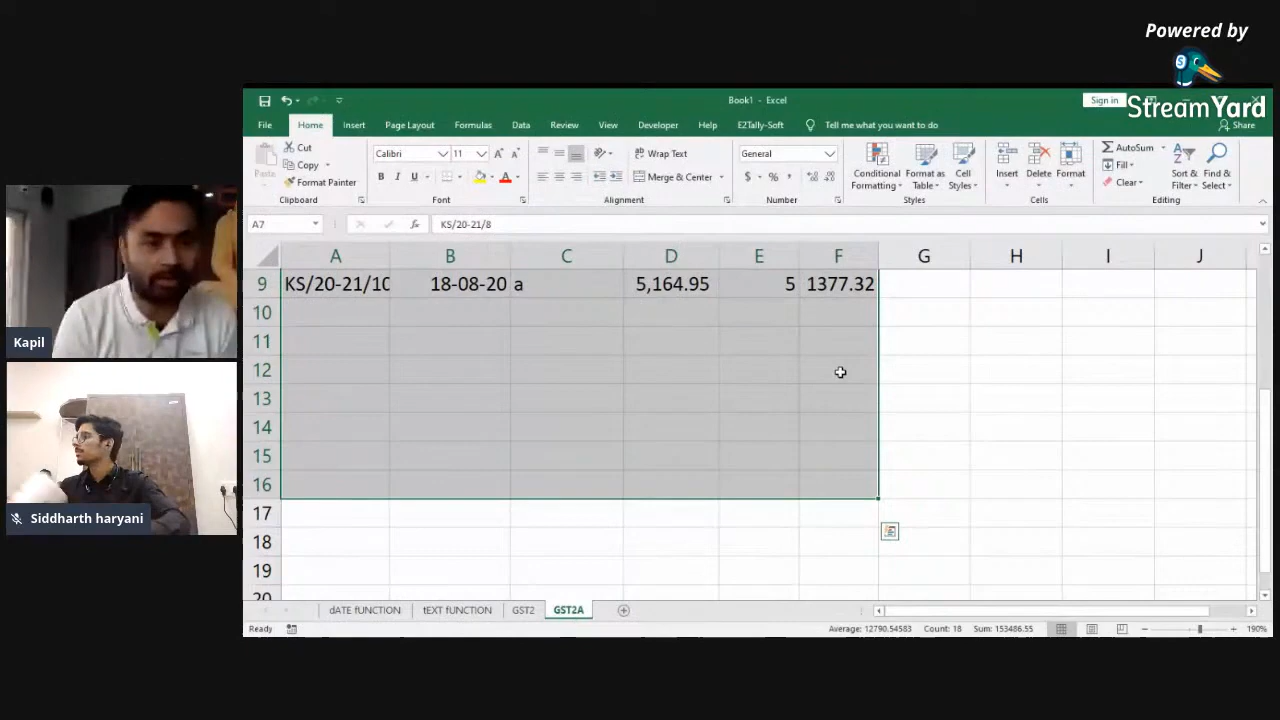 Powered by
StreamYard
Book1 - Excel
Sign in
File Home Insert Page Layout Formulas Data Review View Developer Help EZTally-Soft Tell me what you want to do Share
Paste
Cut
Copy
Format Painter
Clipboard
Calibri 11
B I U
Font
Wrap Text
Merge & Center
Alignment
General
$ % ,
Number
Conditional Formatting
Format as Table
Cell Styles
Styles
Insert
Delete
Format
Cells
AutoSum
Fill
Clear
Sort & Filter
Find & Select
Editing
A7 fx KS/20-21/8
A B C D E F G H I J
9 KS/20-21/10 18-08-20 a 5,164.95 5 1377.32
10
11
12
13
14
15
16
17
18
19
20
Kapil
Siddharth haryani
dATE FUNCTION tEXT FUNCTION GST2 GST2A
Ready Average: 12790.54583 Count: 18 Sum: 153486.55 190%